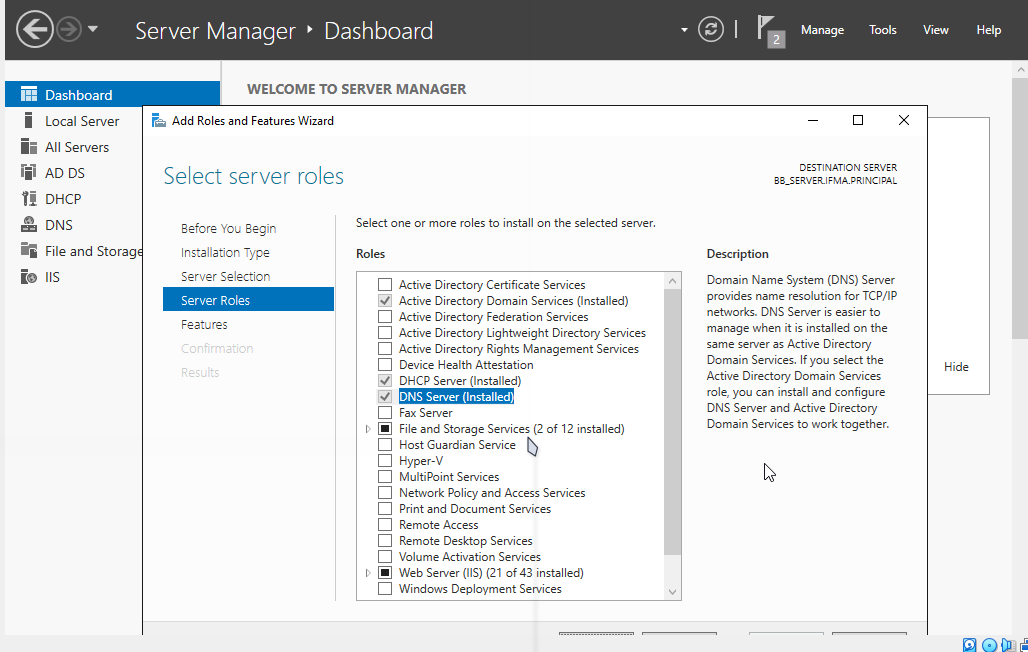 Server Manager ‣ Dashboard
2
Manage
Tools
View
Help
Dashboard
Local Server
All Servers
AD DS
DHCP
DNS
File and Storage
IIS
WELCOME TO SERVER MANAGER
Hide
Add Roles and Features Wizard
Select server roles
DESTINATION SERVER
BB_SERVER.IFMA.PRINCIPAL
Before You Begin
Installation Type
Server Selection
Server Roles
Features
Confirmation
Results
Select one or more roles to install on the selected server.
Roles
Active Directory Certificate Services
Active Directory Domain Services (Installed)
Active Directory Federation Services
Active Directory Lightweight Directory Services
Active Directory Rights Management Services
Device Health Attestation
DHCP Server (Installed)
DNS Server (Installed)
Fax Server
File and Storage Services (2 of 12 installed)
Host Guardian Service
Hyper-V
MultiPoint Services
Network Policy and Access Services
Print and Document Services
Remote Access
Remote Desktop Services
Volume Activation Services
Web Server (IIS) (21 of 43 installed)
Windows Deployment Services
Description
Domain Name System (DNS) Server
provides name resolution for TCP/IP
networks. DNS Server is easier to
manage when it is installed on the
same server as Active Directory
Domain Services. If you select the
Active Directory Domain Services
role, you can install and configure
DNS Server and Active Directory
Domain Services to work together.